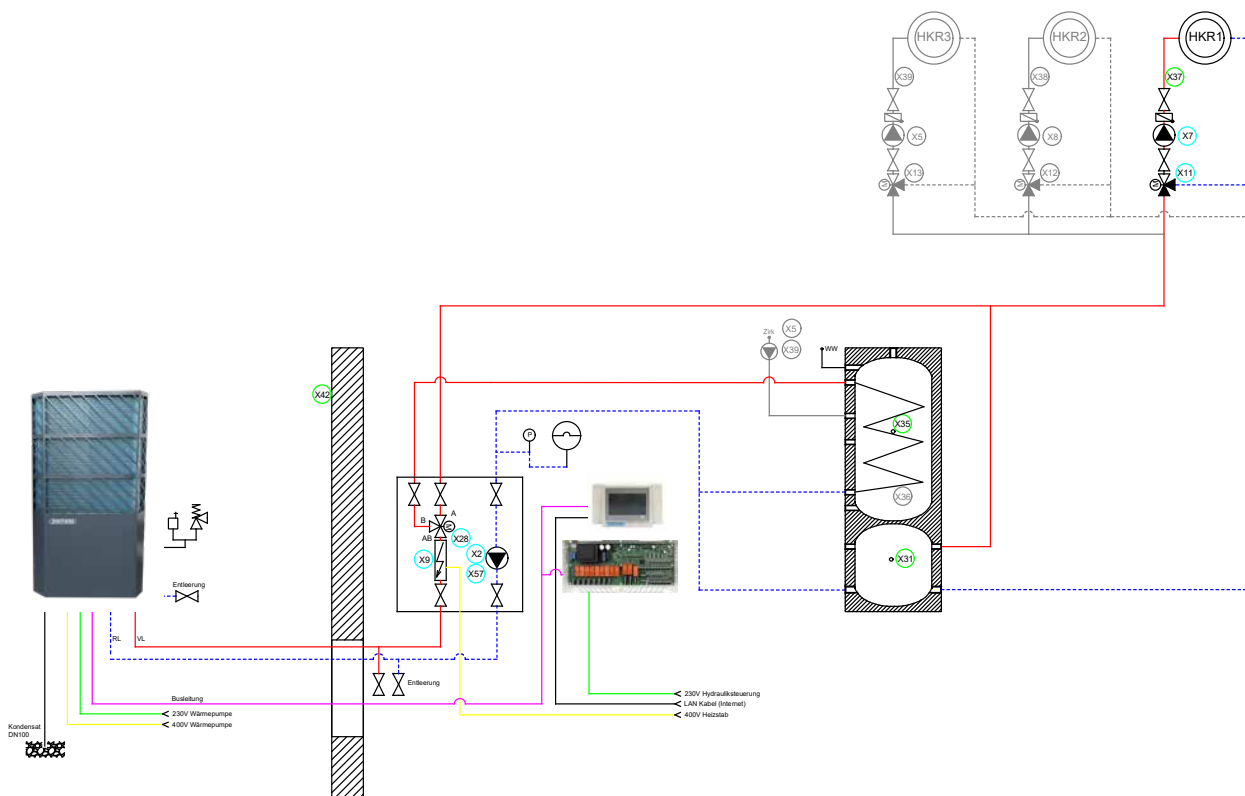 HKR3
HKR2
HKR1
X39
X38
X37
X5
X8
X7
X13
X12
X11
M
M
M
Zirk
X5
X39
WW
X42
X35
X36
X31
P
A
B
M
AB
X28
X9
X2
X57
Entleerung
RL
VL
Entleerung
Busleitung
230V Wärmepumpe
400V Wärmepumpe
230V Hydrauliksteuerung
LAN Kabel (Internet)
400V Heizstab
Kondensat
DN100